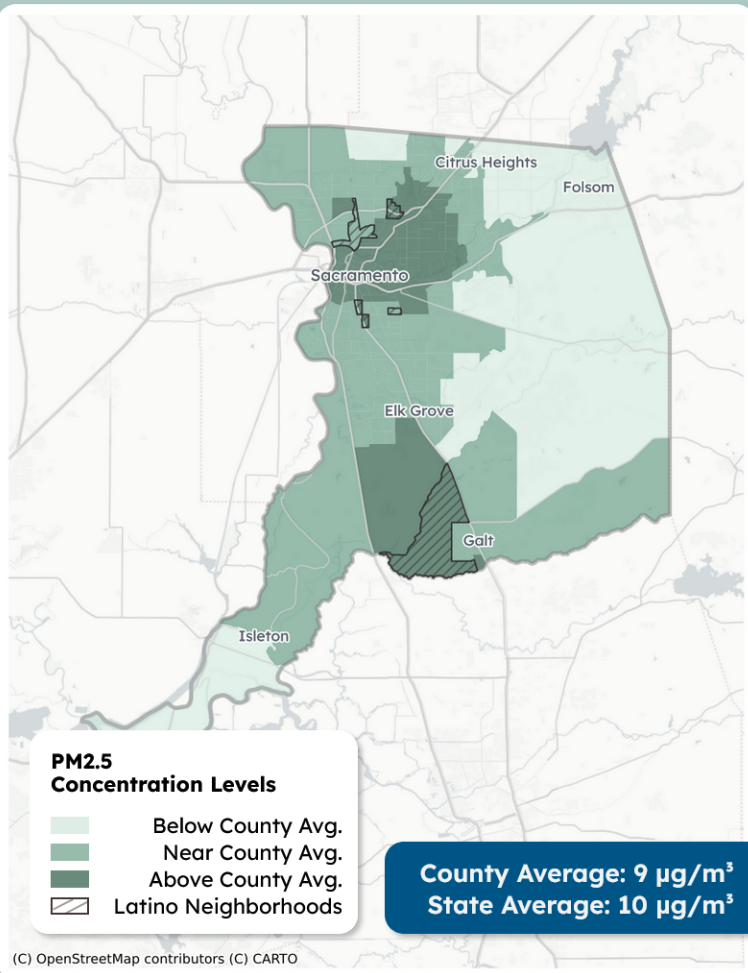 Citrus Heights
Folsom
Sacramento
Elk Grove
Galt
Isleton
PM2.5
Concentration Levels
Below County Avg.
Near County Avg.
Above County Avg.
Latino Neighborhoods
County Average: 9 µg/m³
State Average: 10 µg/m³
(C) OpenStreetMap contributors (C) CARTO